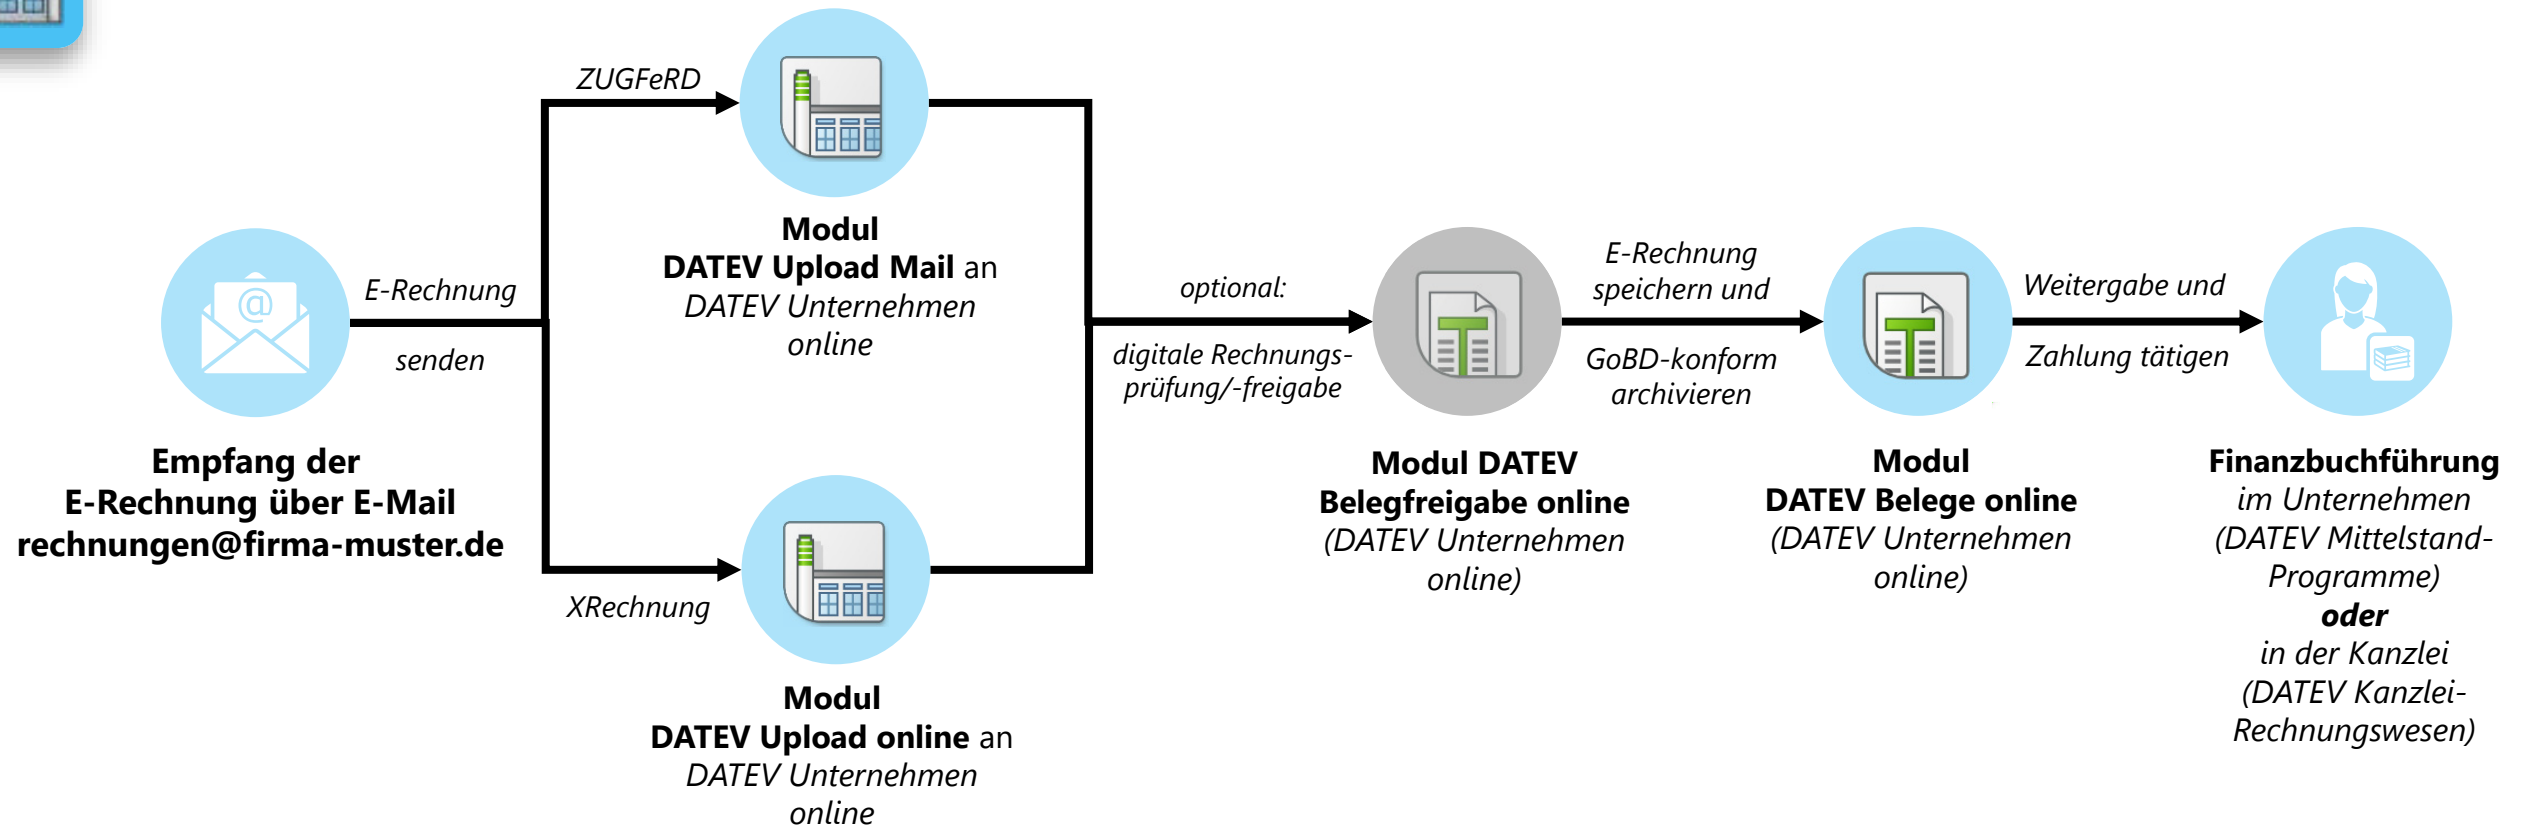 Empfang der
E-Rechnung über E-Mail
rechnungen@firma-muster.de
E-Rechnung
senden
ZUGFeRD
Modul
DATEV Upload Mail an
DATEV Unternehmen
online
XRechnung
Modul
DATEV Upload online an
DATEV Unternehmen
online
optional:
digitale Rechnungs-
prüfung/-freigabe
Modul DATEV
Belegfreigabe online
(DATEV Unternehmen
online)
E-Rechnung
speichern und
GoBD-konform
archivieren
Modul
DATEV Belege online
(DATEV Unternehmen
online)
Weitergabe und
Zahlung tätigen
Finanzbuchführung
im Unternehmen
(DATEV Mittelstand-
Programme)
oder
in der Kanzlei
(DATEV Kanzlei-
Rechnungswesen)